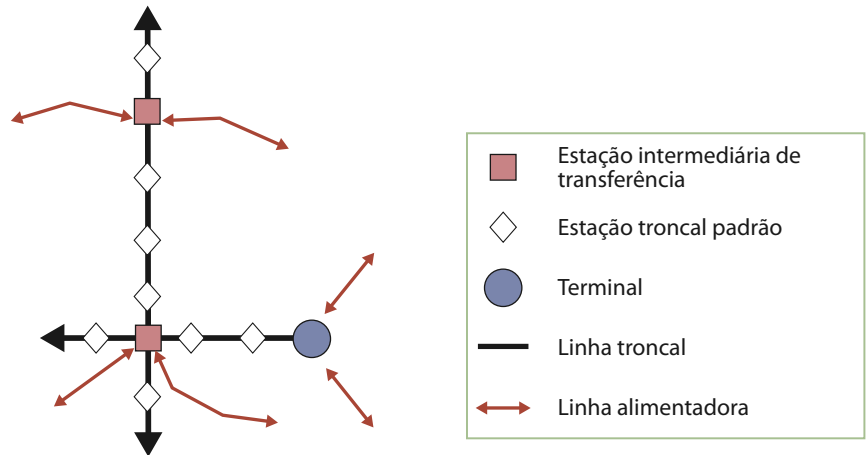 Estação intermediária de
transferência
Estação troncal padrão
Terminal
Linha troncal
Linha alimentadora